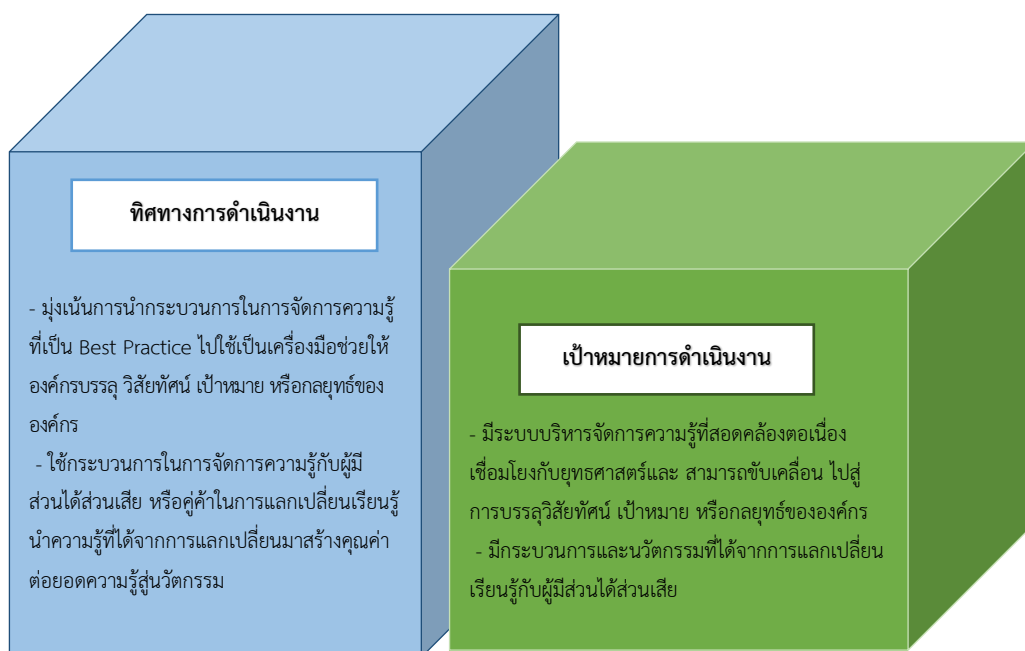 ทิศทางการดำเนินงาน
- มุ่งเน้นการนำกระบวนการในการจัดการความรู้
ที่เป็น Best Practice ไปใช้เป็นเครื่องมือช่วยให้
องค์กรบรรลุ วิสัยทัศน์ เป้าหมาย หรือกลยุทธ์ของ
องค์กร
- ใช้กระบวนการในการจัดการความรู้กับผู้มี
ส่วนได้ส่วนเสีย หรือคู่ค้าในการแลกเปลี่ยนเรียนรู้
นำความรู้ที่ได้จากการแลกเปลี่ยนมาสร้างคุณค่า
ต่อยอดความรู้สู่นวัตกรรม
เป้าหมายการดำเนินงาน
- มีระบบบริหารจัดการความรู้ที่สอดคล้องตอเนื่อง
เชื่อมโยงกับยุทธศาสตร์และ สามารถขับเคลื่อน ไปสู่
การบรรลุวิสัยทัศน์ เป้าหมาย หรือกลยุทธ์ขององค์กร
- มีกระบวนการและนวัตกรรมที่ได้จากการแลกเปลี่ยน
เรียนรู้กับผู้มีส่วนได้ส่วนเสีย